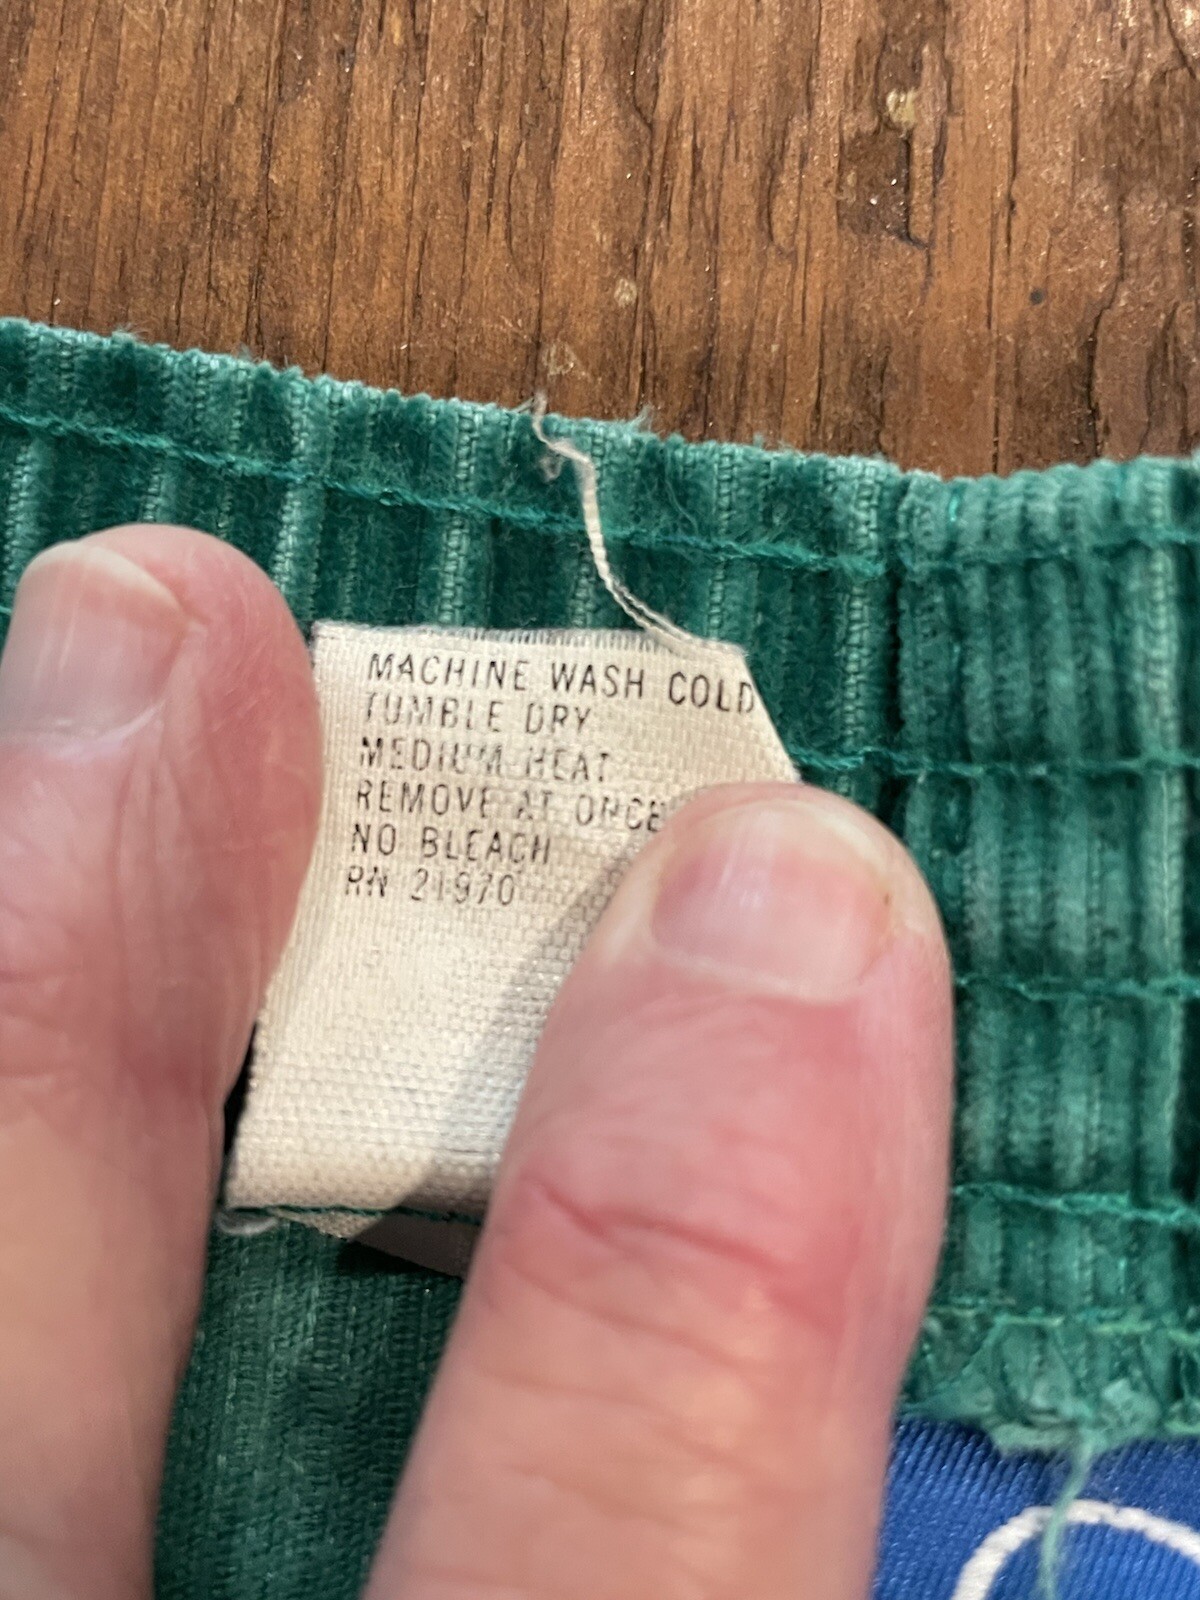 MACHINE WASH COLD
TUMBLE DRY
MEDIUM HEAT
REMOVE AT ONCE
NO BLEACH
RN 21970